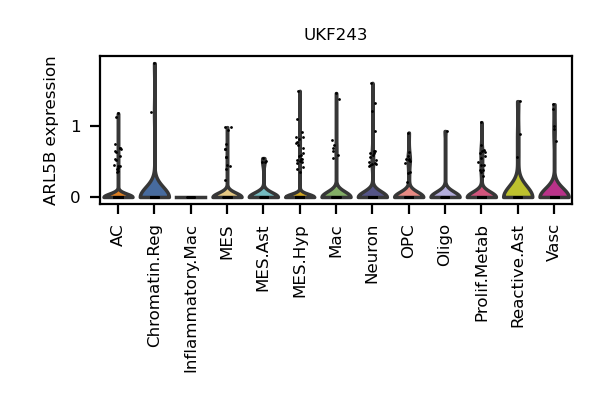 UKF243
ARL5B expression
1
0
AC
Chromatin.Reg
Inflammatory.Mac
MES
MES.Ast
MES.Hyp
Mac
Neuron
OPC
Oligo
Prolif.Metab
Reactive.Ast
Vasc